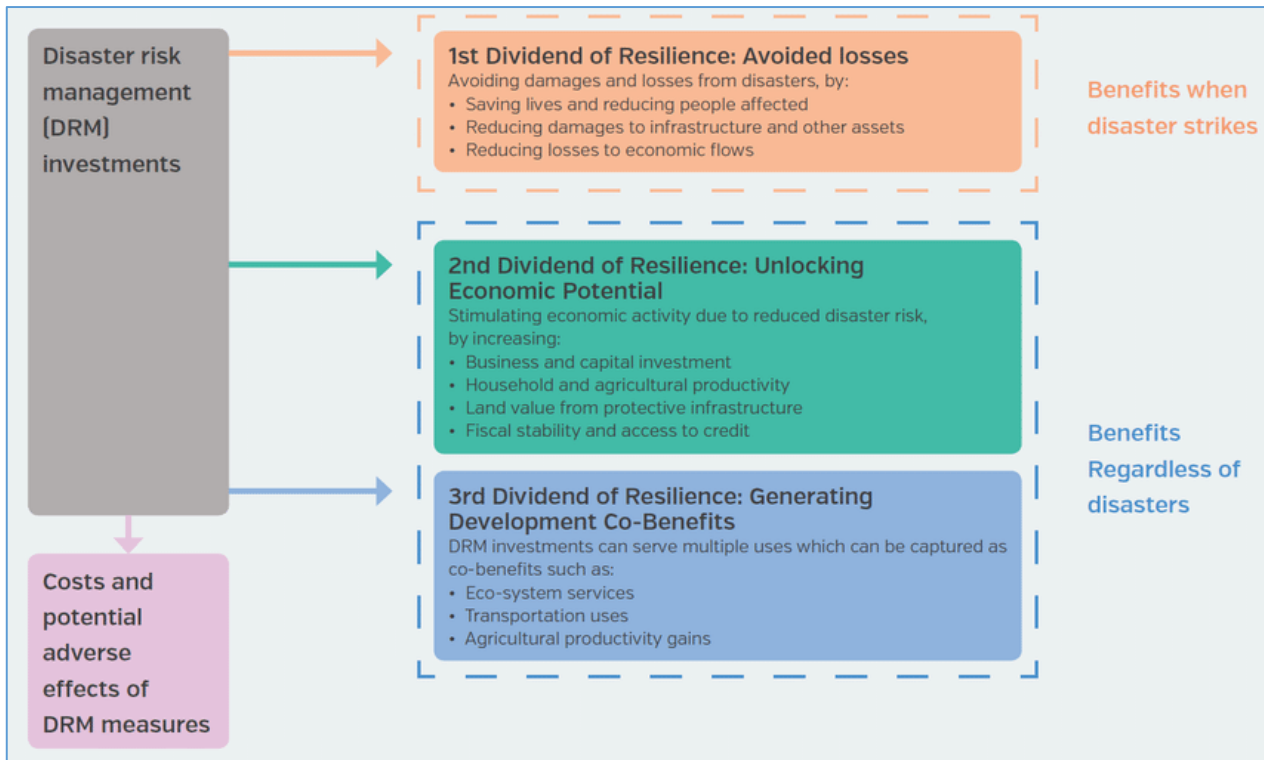 Disaster risk
management
(DRM)
investments
1st Dividend of Resilience: Avoided losses
Avoiding damages and losses from disasters, by:
• Saving lives and reducing people affected
• Reducing damages to infrastructure and other assets
• Reducing losses to economic flows
Benefits when
disaster strikes
2nd Dividend of Resilience: Unlocking
Economic Potential
Stimulating economic activity due to reduced disaster risk,
by increasing:
• Business and capital investment
• Household and agricultural productivity
• Land value from protective infrastructure
• Fiscal stability and access to credit
3rd Dividend of Resilience: Generating
Development Co-Benefits
DRM investments can serve multiple uses which can be captured as
co-benefits such as:
• Eco-system services
• Transportation uses
• Agricultural productivity gains
Benefits
Regardless of
disasters
Costs and
potential
adverse
effects of
DRM measures